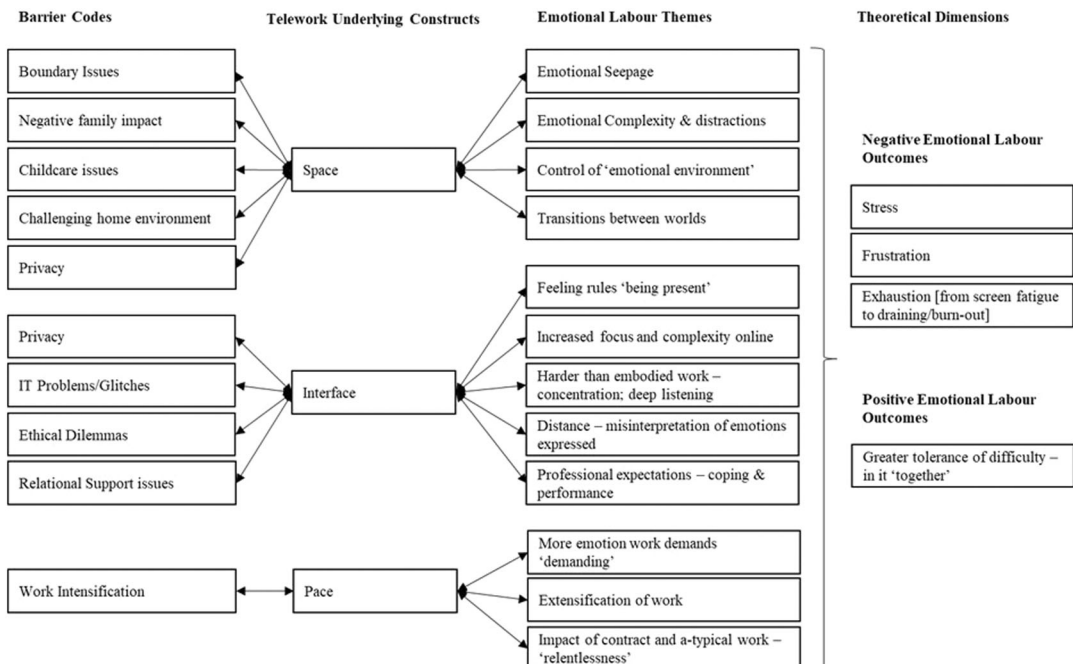 Barrier Codes
Telework Underlying Constructs
Emotional Labour Themes
Theoretical Dimensions
Boundary Issues
Negative family impact
Childcare issues
Challenging home environment
Privacy
Space
Emotional Seepage
Emotional Complexity & distractions
Control of ‘emotional environment’
Transitions between worlds
Privacy
IT Problems/Glitches
Ethical Dilemmas
Relational Support issues
Interface
Feeling rules ‘being present’
Increased focus and complexity online
Harder than embodied work –
concentration; deep listening
Distance – misinterpretation of emotions
expressed
Professional expectations – coping &
performance
Work Intensification
Pace
More emotion work demands
‘demanding’
Extensification of work
Impact of contract and a-typical work –
‘relentlessness’
Negative Emotional Labour
Outcomes
Stress
Frustration
Exhaustion [from screen fatigue
to draining/burn-out]
Positive Emotional Labour
Outcomes
Greater tolerance of difficulty –
in it ‘together’